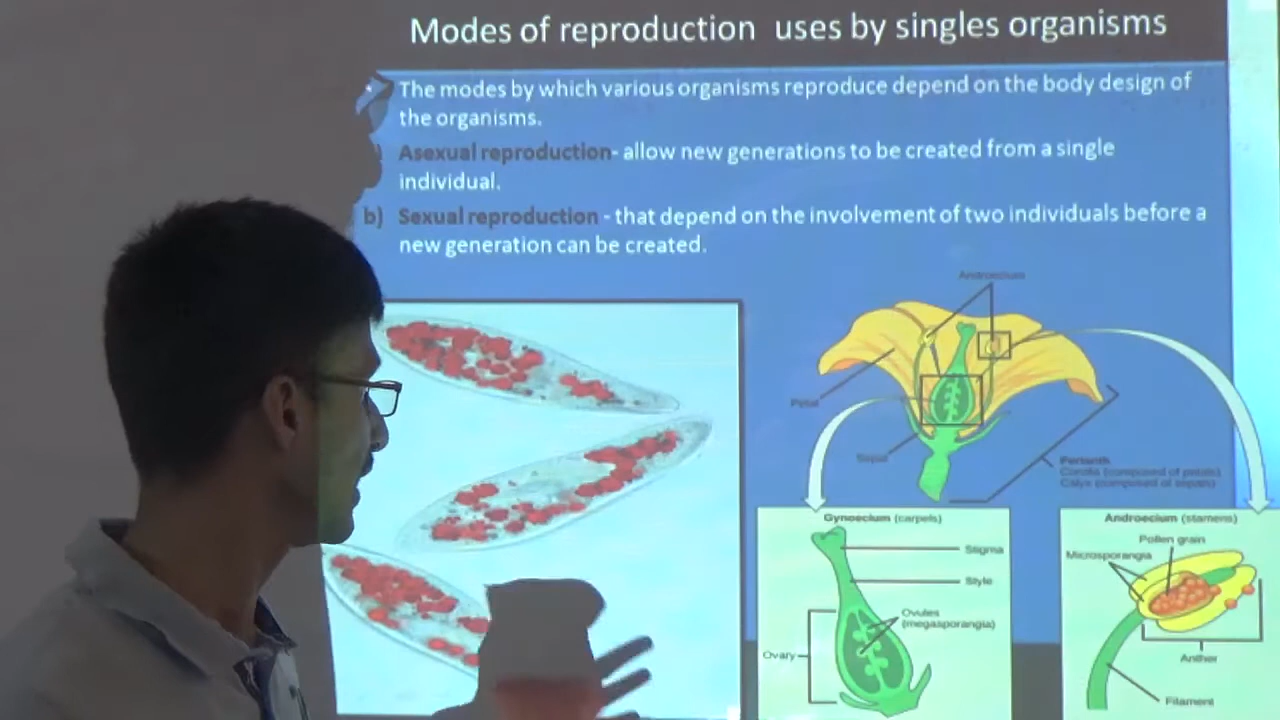 Modes of reproduction uses by singles organisms
The modes by which various organisms reproduce depend on the body design of
the organisms.
) Asexual reproduction- allow new generations to be created from a single
individual.
b) Sexual reproduction - that depend on the involvement of two individuals before a
new generation can be created.
Androecium
Petal
Sepal
Perianth
Corolla (composed of petals)
Calyx (composed of sepals)
Gynoecium (carpels)
Stigma
Style
Ovules
(megasporangia)
Ovary
Androecium (stamens)
Pollen grain
Microsporangia
Anther
Filament